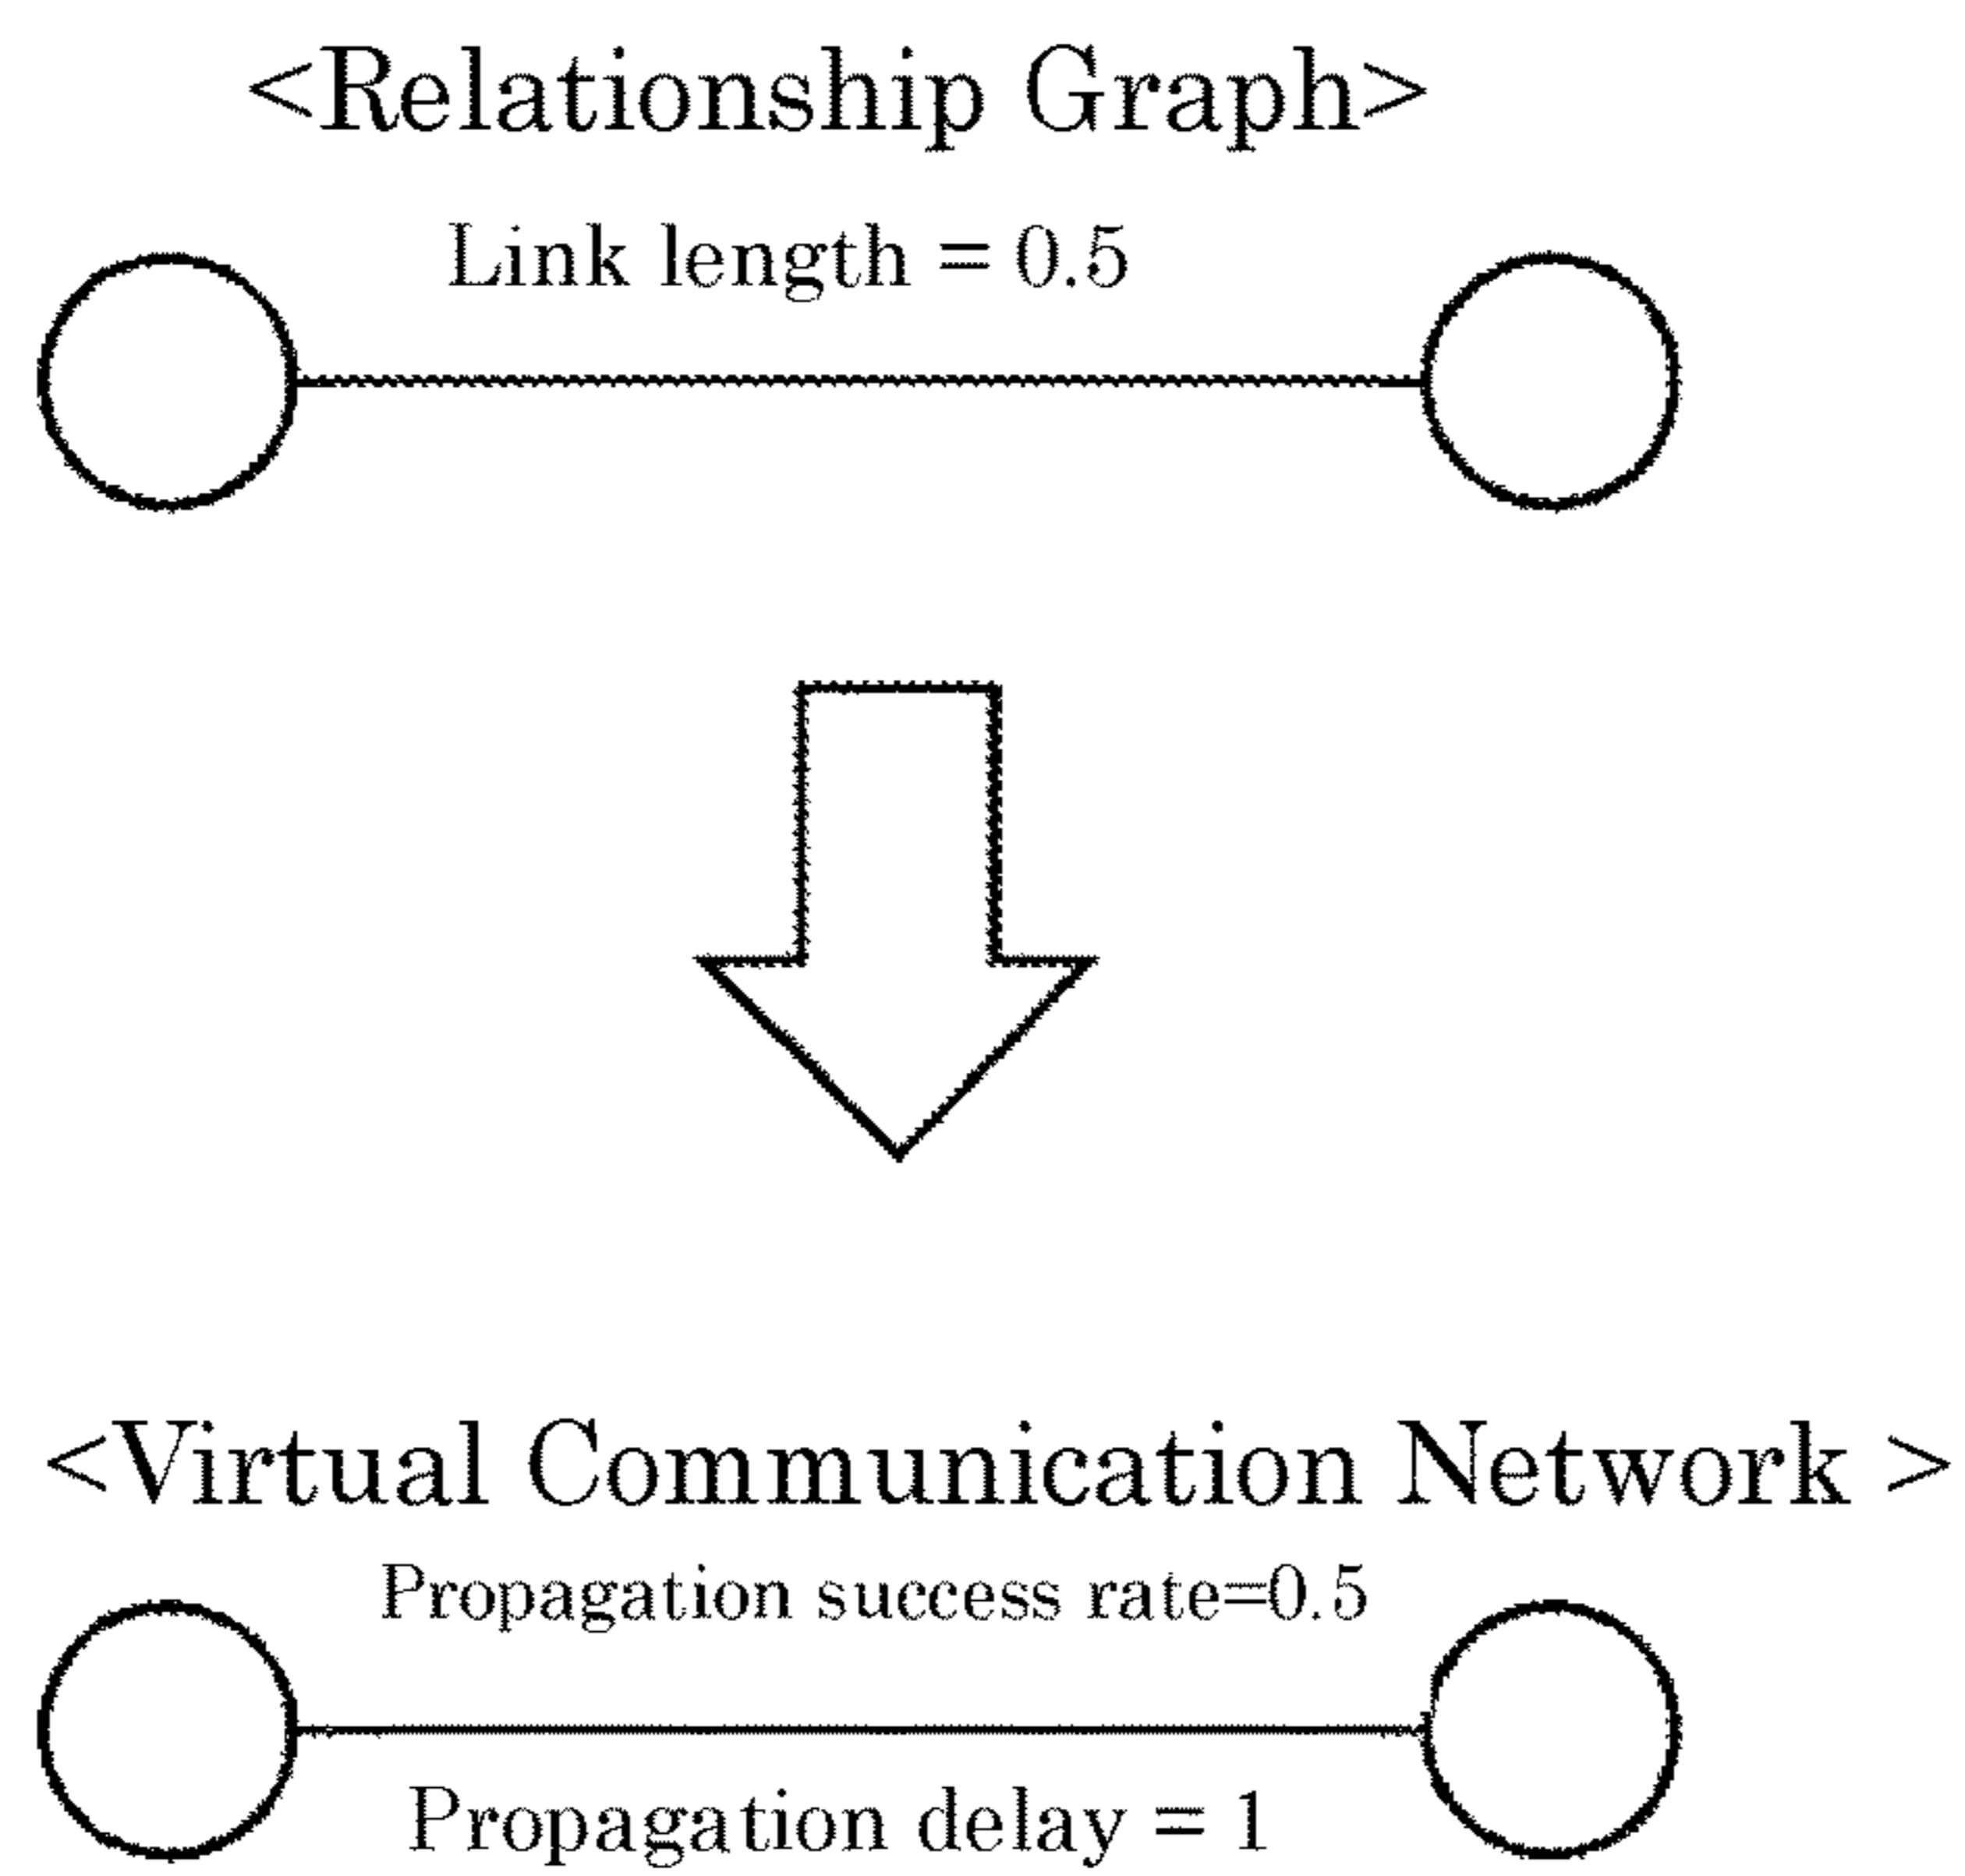 <Relationship Graph>
Link length = 0.5
<Virtual Communication Network >
Propagation success rate=0.5
Propagation delay = 1